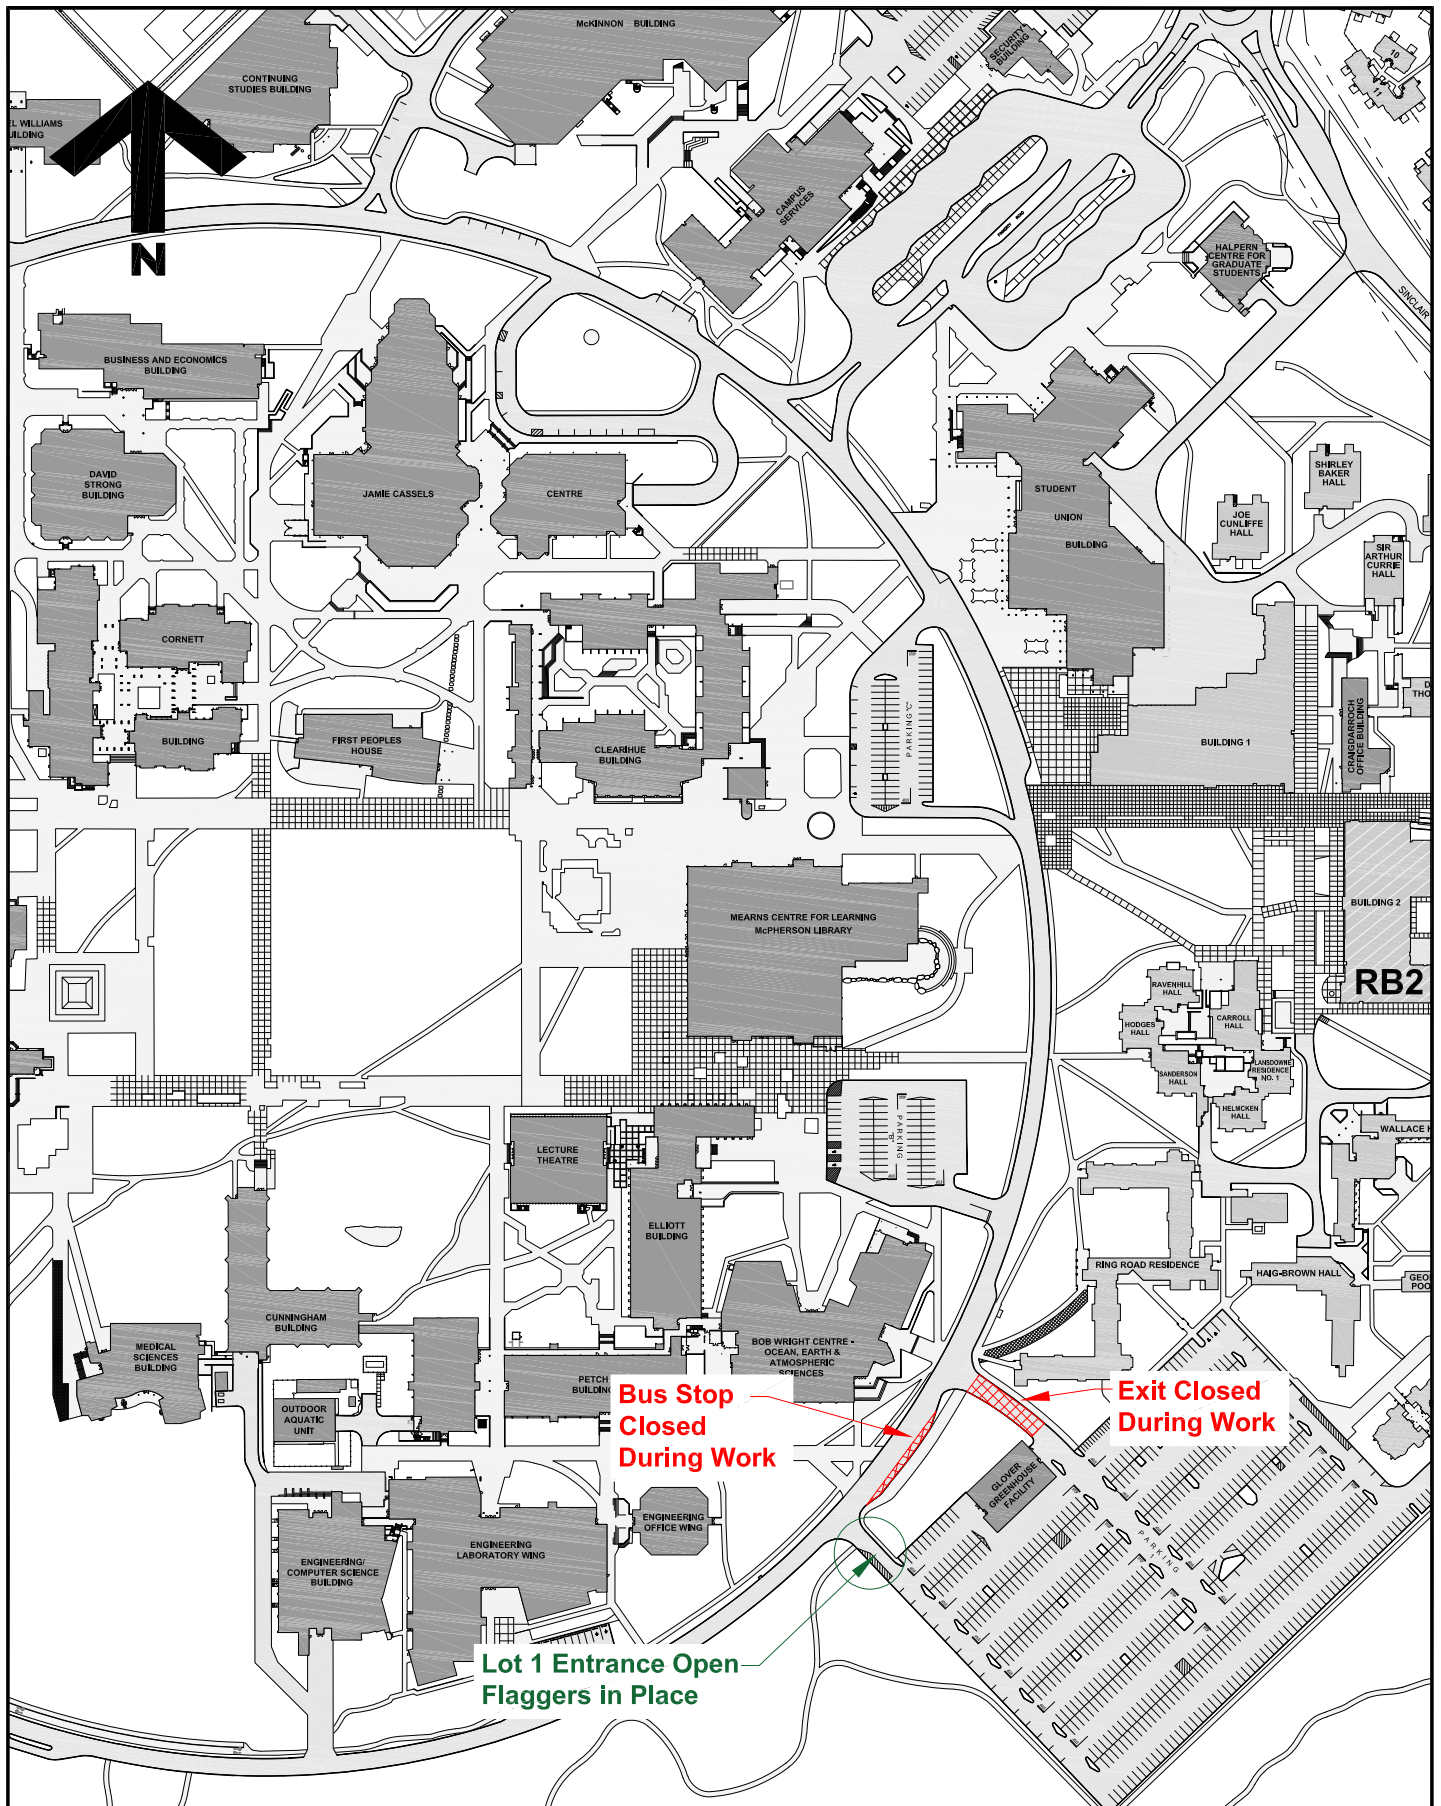 McKINNON BUILDING
SECURITY
BUILDING
10
11
CONTINUING
STUDIES BUILDING
EL WILLIAMS
UILDING
N
CAMPUS
SERVICES
HALPERN
CENTRE FOR
GRADUATE
STUDENTS
SINCLAIR
BUSINESS AND ECONOMICS
BUILDING
DAVID
STRONG
BUILDING
JAMIE CASSELS
CENTRE
STUDENT
UNION
BUILDING
SHIRLEY
BAKER
HALL
JOE
CUNLIFFE
HALL
SIR
ARTHUR
CURRIE
HALL
CORNETT
BUILDING
FIRST PEOPLES
HOUSE
CLEARIHUE
BUILDING
PARKING "C"
BUILDING 1
CRAIGDARROCH
OFFICE BUILDING
D
THO
MEARNS CENTRE FOR LEARNING
McPHERSON LIBRARY
BUILDING 2
RB2
RAVENHILL
HALL
HODGES
HALL
CARROLL
HALL
SANDERSON
HALL
LANSDOWNE
RESIDENCE
NO. 1
HELMCKEN
HALL
WALLACE H
LECTURE
THEATRE
PARKING
"B"
ELLIOTT
BUILDING
RING ROAD RESIDENCE
HAIG-BROWN HALL
GEO
POO
CUNNINGHAM
BUILDING
MEDICAL
SCIENCES
BUILDING
BOB WRIGHT CENTRE -
OCEAN, EARTH &
ATMOSPHERIC
SCIENCES
PETCH
BUILDING
OUTDOOR
AQUATIC
UNIT
Bus Stop
Closed
During Work
Exit Closed
During Work
GLOVER
GREENHOUSE
FACILITY
ENGINEERING
OFFICE WING
ENGINEERING
LABORATORY WING
ENGINEERING/
COMPUTER SCIENCE
BUILDING
PARKING
1
Lot 1 Entrance Open
Flaggers in Place